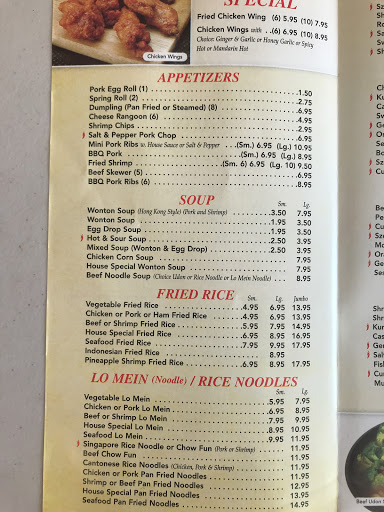 SPECIAL
Fried Chicken Wing (6) 5.95 (10) 7.95
Chicken Wings with ..(6) 6.95 (10) 8.95
Choice: Ginger & Garlic or Honey Garlic or Spicy
Hot or Mandarin Hot
Chicken Wings
APPETIZERS
Pork Egg Roll (1) 1.50
Spring Roll (2) 2.75
Dumpling (Pan Fried or Steamed) (8) 6.95
Cheese Rangoon (6) 4.95
Shrimp Chips 2.75
Salt & Pepper Pork Chop 6.95
Mini Pork Ribs w. House Sauce or Salt & Pepper ..(Sm.) 6.95 (Lg.) 10.95
BBQ Pork (Sm.) 6.95 (Lg.) 8.95
Fried Shrimp (Sm. 6) 6.95 (Lg. 10) 9.50
Beef Skewer (5) 6.95
BBQ Pork Ribs (6) 8.95
SOUP Sm. Lg.
Wonton Soup (Hong Kong Style) (Pork and Shrimp) 3.50 7.95
Wonton Soup 1.95 3.50
Egg Drop Soup 1.95 3.50
Hot & Sour Soup 2.50 3.95
Mixed Soup (Wonton & Egg Drop) 2.50 3.95
Chicken Corn Soup 7.95
House Special Wonton Soup 7.95
Beef Noodle Soup (Choice Udon or Rice Noodle or Lo Mein Noodle) 8.95
FRIED RICE Sm. Lg. Jumbo
Vegetable Fried Rice 4.95 6.95 13.95
Chicken or Pork or Ham Fried Rice 4.95 6.95 13.95
Beef or Shrimp Fried Rice 5.95 7.95 14.95
House Special Fried Rice 6.95 8.95 16.95
Seafood Fried Rice 7.95 9.95 17.95
Indonesian Fried Rice 8.95
Pineapple Shrimp Fried Rice 6.95 8.95 17.95
LO MEIN (Noodle) / RICE NOODLES
Sm. Lg.
Vegetable Lo Mein 5.95 7.95
Chicken or Pork Lo Mein 6.95 8.95
Beef or Shrimp Lo Mein 7.95 9.95
House Special Lo Mein 8.95 10.95
Seafood Lo Mein 9.95 11.95
Singapore Rice Noodle or Chow Fun (Pork or Shrimp) 11.95
Beef Chow Fun 11.95
Cantonese Rice Noodles (Chicken, Pork & Shrimp) 11.95
Chicken or Pork Pan Fried Noodles 11.95
Shrimp or Beef Pan Fried Noodles 12.95
House Special Pan Fried Noodles 13.95
Seafood Pan Fried Noodles 14.95
Beef Udon